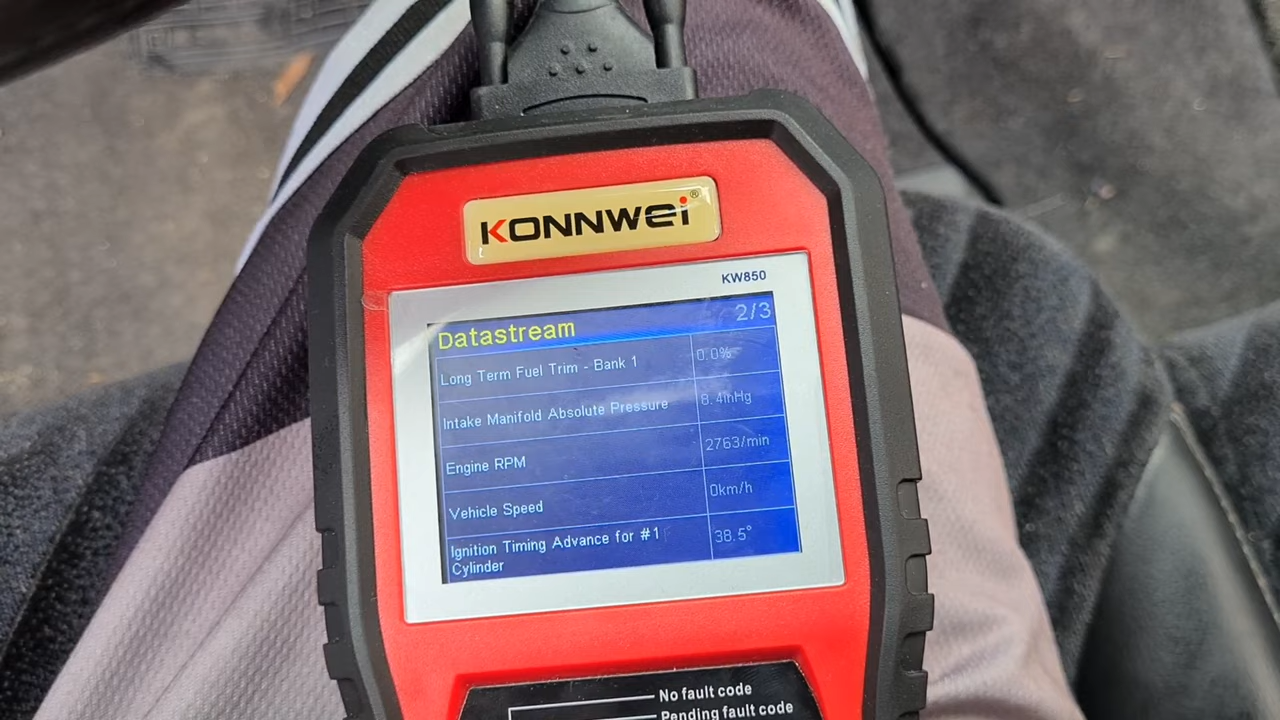 KONNWEI®
KW850
Datastream 2/3
Long Term Fuel Trim - Bank 1 0.0%
Intake Manifold Absolute Pressure 8.4inHg
Engine RPM 2763/min
Vehicle Speed 0km/h
Ignition Timing Advance for #1 38.5°
Cylinder
No fault code
Pending fault code